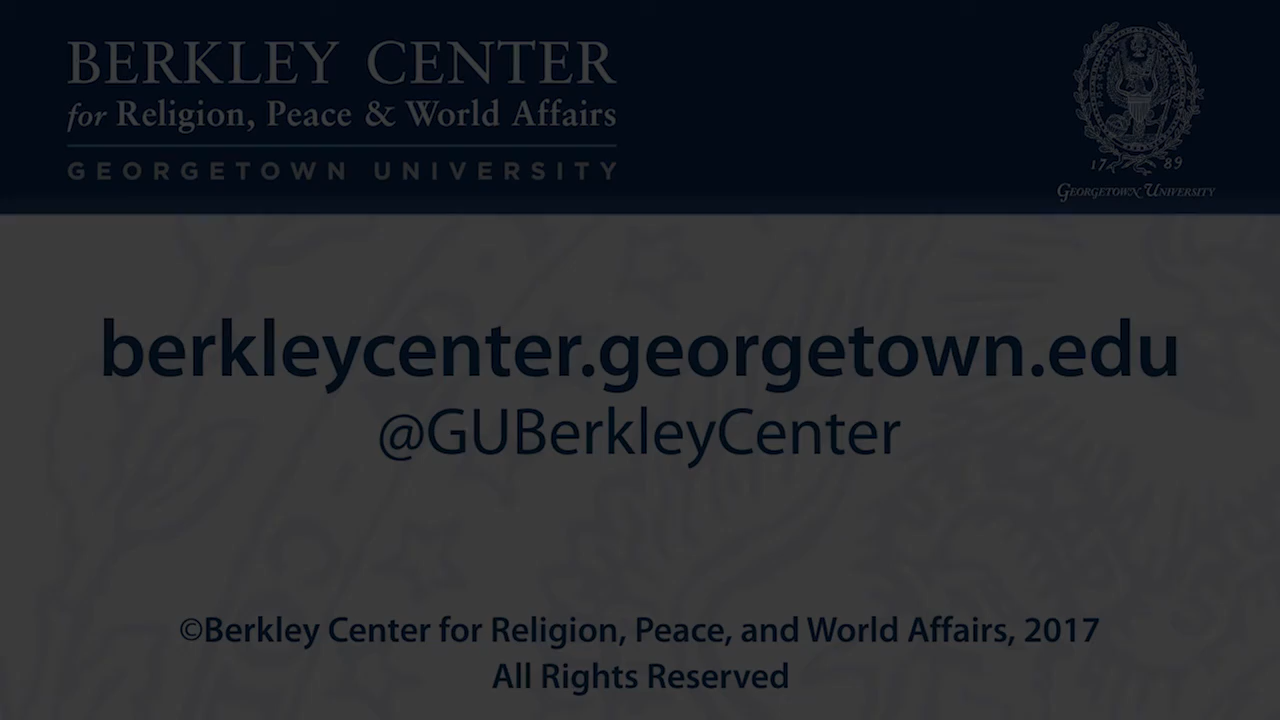 BERKLEY CENTER
for Religion, Peace & World Affairs
GEORGETOWN UNIVERSITY
17 89
GEORGETOWN UNIVERSITY
berkleycenter.georgetown.edu
@GUBerkleyCenter
©Berkley Center for Religion, Peace, and World Affairs, 2017
All Rights Reserved